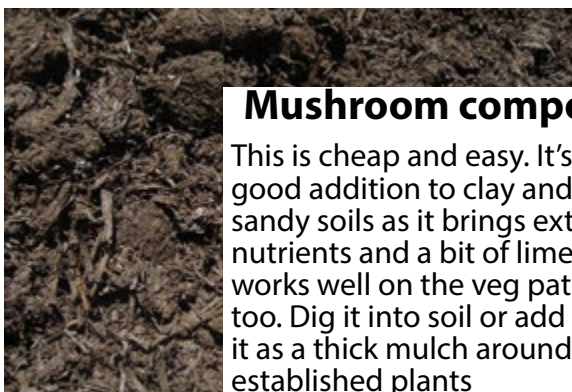 Mushroom compo
This is cheap and easy. It’s
good addition to clay and
sandy soils as it brings ext
nutrients and a bit of lime
works well on the veg pat
too. Dig it into soil or add
it as a thick mulch around
established plants